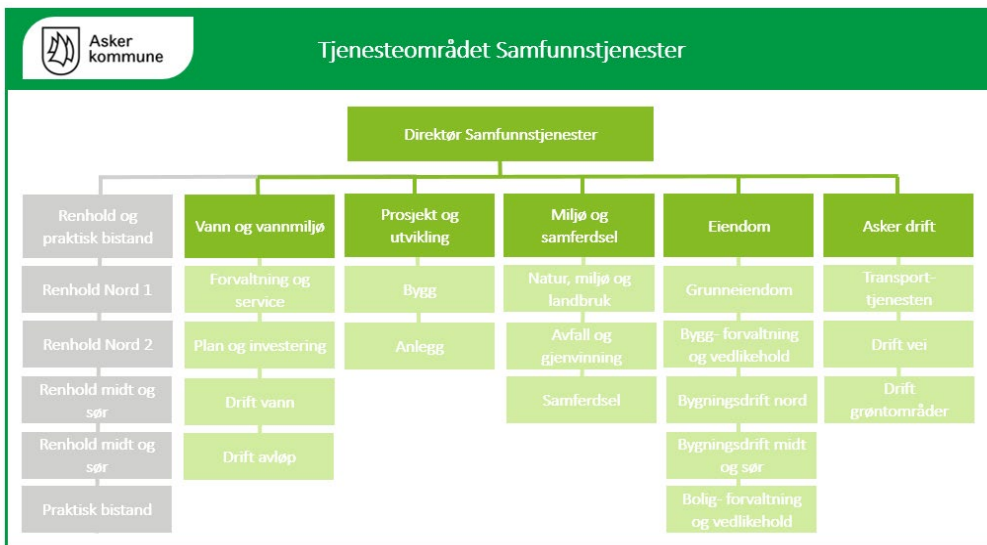 Asker
kommune
Tjenesteområdet Samfunnstjenester
Direktør Samfunnstjenester
Renhold og
praktisk bistand
Renhold Nord 1
Renhold Nord 2
Renhold midt og
sør
Renhold midt og
sør
Praktisk bistand
Vann og vannmiljø
Forvaltning og
service
Plan og investering
Drift vann
Drift avløp
Prosjekt og
utvikling
Bygg
Anlegg
Miljø og
samferdsel
Natur, miljø og
landbruk
Avfall og
gjenvinning
Samferdsel
Eiendom
Grunneiendom
Bygg- forvaltning
og vedlikehold
Bygningsdrift nord
Bygningsdrift midt
og sør
Bolig- forvaltning
og vedlikehold
Asker drift
Transport-
tjenesten
Drift vei
Drift
grøntområder